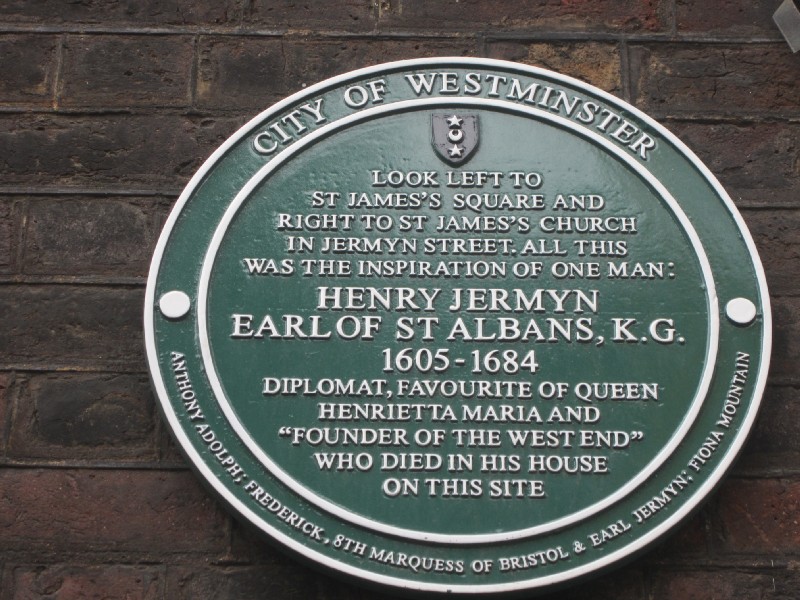 CITY OF WESTMINSTER
LOOK LEFT TO
ST JAMES'S SQUARE AND
RIGHT TO ST JAMES'S CHURCH
IN JERMYN STREET. ALL THIS
WAS THE INSPIRATION OF ONE MAN:
HENRY JERMYN
EARL OF ST ALBANS, K.G.
1605-1684
DIPLOMAT, FAVOURITE OF QUEEN
HENRIETTA MARIA AND
"FOUNDER OF THE WEST END"
WHO DIED IN HIS HOUSE
ON THIS SITE
ANTHONY ADOLPH; FREDERICK, 8TH MARQUESS OF BRISTOL & EARL JERMYN; FIONA MOUNTAIN